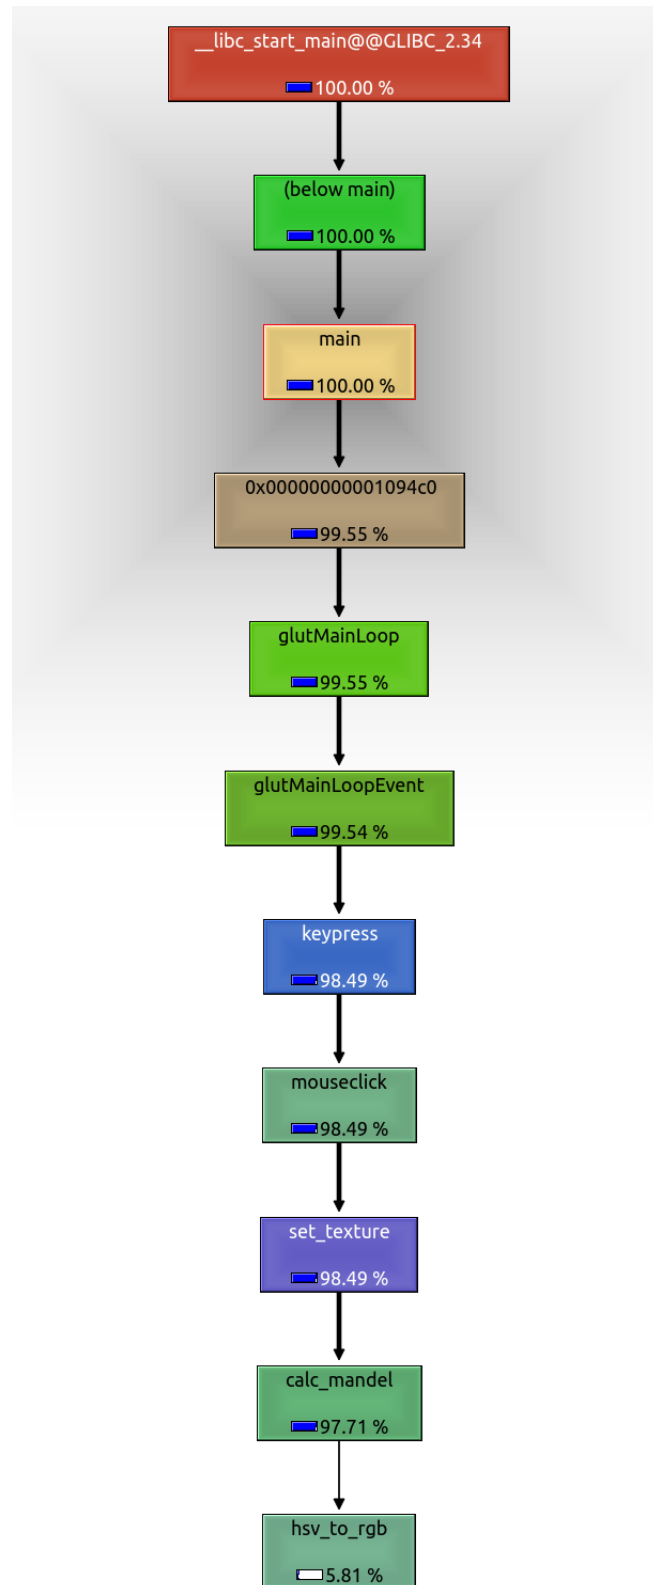 __libc_start_main@@GLIBC_2.34
100.00 %
(below main)
100.00 %
main
100.00 %
0x00000000001094c0
99.55 %
glutMainLoop
99.55 %
glutMainLoopEvent
99.54 %
keypress
98.49 %
mouseclick
98.49 %
set_texture
98.49 %
calc_mandel
97.71 %
hsv_to_rgb
5.81 %